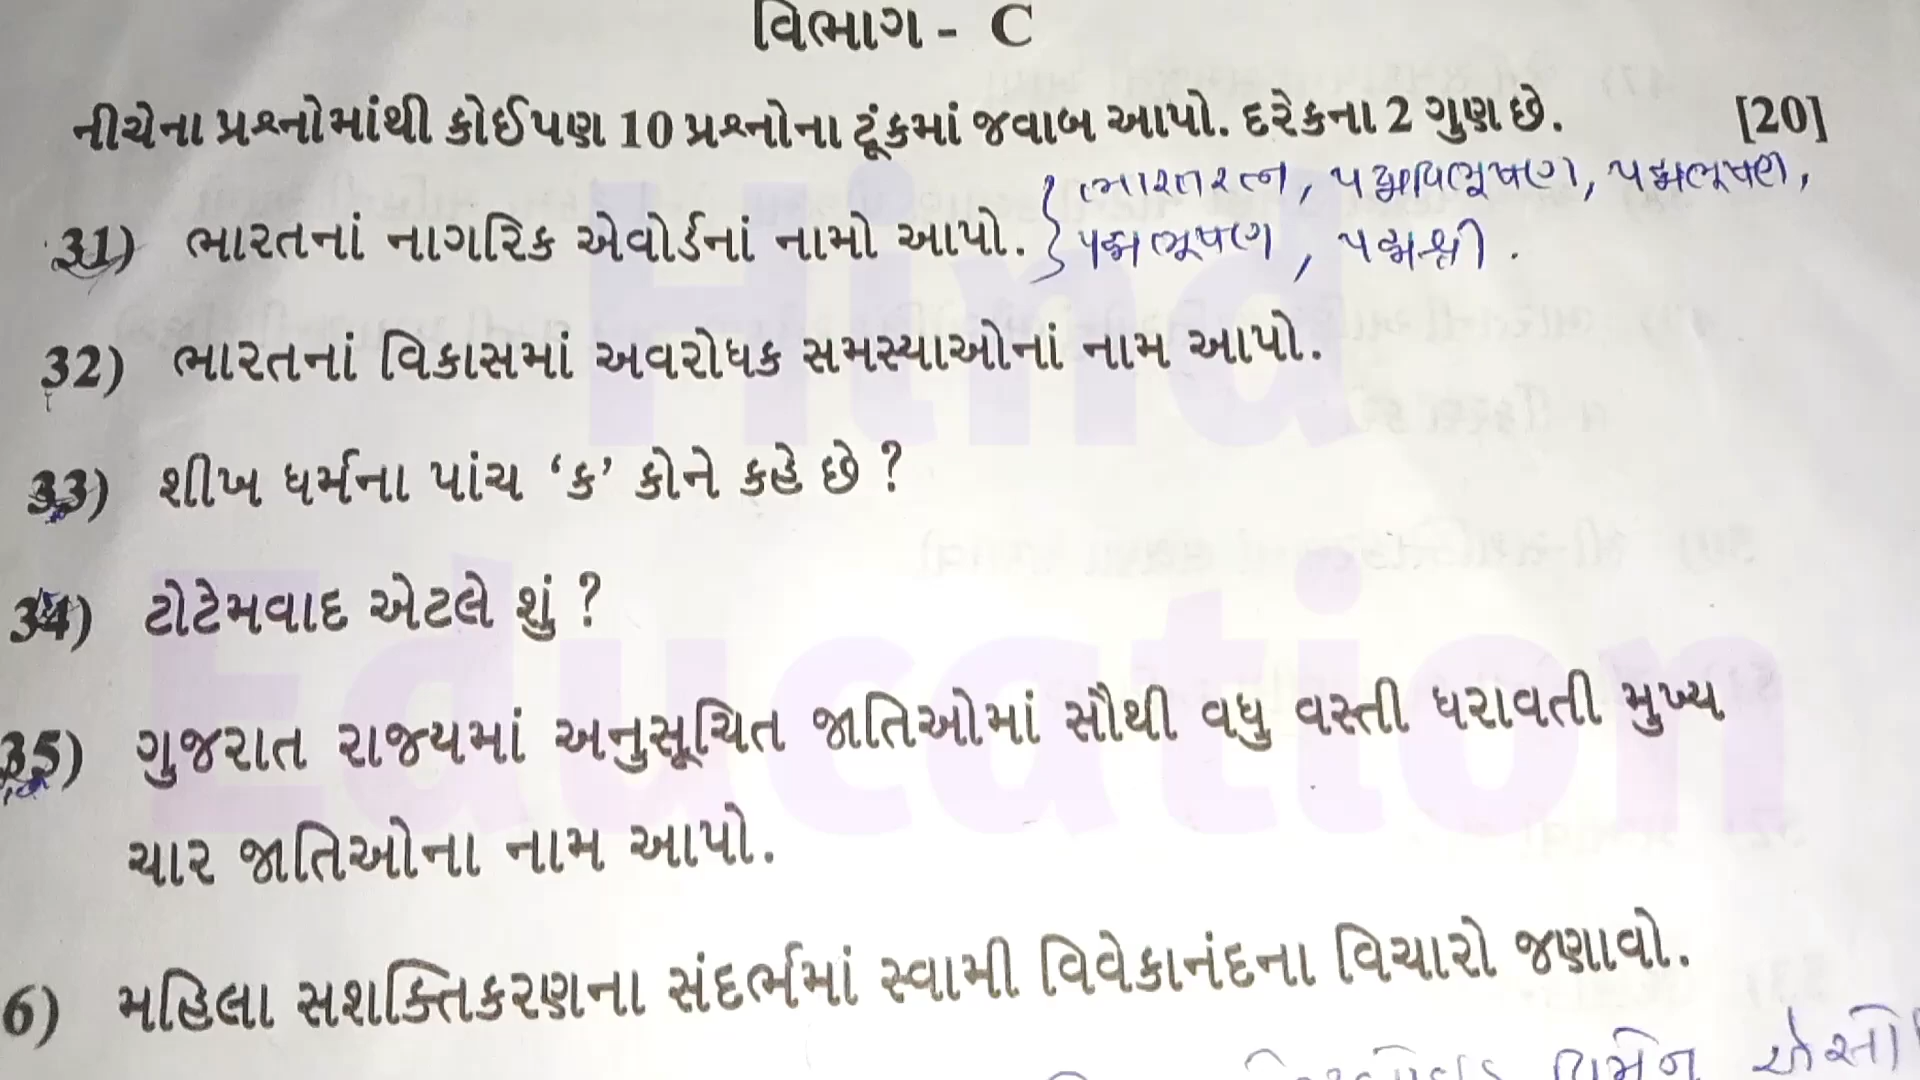 વિભાગ - C
નીચેના પ્રશ્નોમાંથી કોઈપણ 10 પ્રશ્નોના ટૂંકમાં જવાબ આપો. દરેકના 2 ગુણ છે. [20]
ભારતરત્ન, પદ્મવિભૂષણ, પદ્મભૂષણ,
31) ભારતનાં નાગરિક એવોર્ડનાં નામો આપો. પદ્મભૂષણ, પદ્મશ્રી.
32) ભારતનાં વિકાસમાં અવરોધક સમસ્યાઓનાં નામ આપો.
33) શીખ ધર્મના પાંચ ‘ક’ કોને કહે છે ?
34) ટોટેમવાદ એટલે શું ?
35) ગુજરાત રાજ્યમાં અનુસૂચિત જાતિઓમાં સૌથી વધુ વસ્તી ધરાવતી મુખ્ય
ચાર જાતિઓના નામ આપો.
6) મહિલા સશક્તિકરણના સંદર્ભમાં સ્વામી વિવેકાનંદના વિચારો જણાવો.
Hind
Education